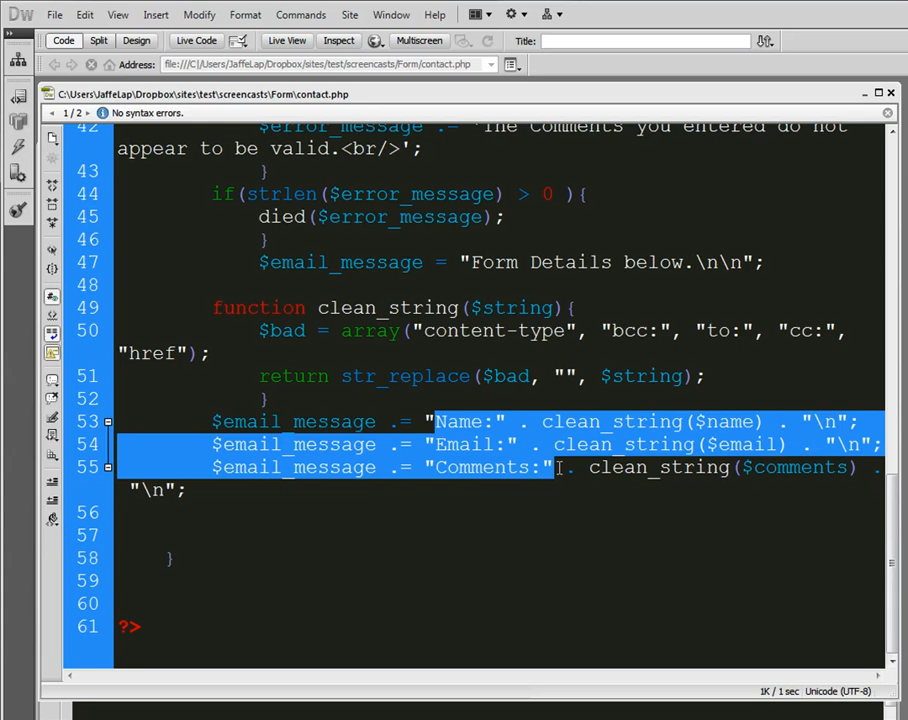 Dw File Edit View Insert Modify Format Commands Site Window Help
Code Split Design Live Code Live View Inspect Multiscreen Title:
Address: file:///C|/Users/JaffeLap/Dropbox/sites/test/screencasts/Form/contact.php
C:\Users\JaffeLap\Dropbox\sites\test\screencasts\Form\contact.php
1 / 2 No syntax errors.
42 $error_message .= 'The Comments you entered do not
appear to be valid.<br/>';
43 }
44 if(strlen($error_message) > 0 ){
45 died($error_message);
46 }
47 $email_message = "Form Details below.\n\n";
48
49 function clean_string($string){
50 $bad = array("content-type", "bcc:", "to:", "cc:",
"href");
51 return str_replace($bad, "", $string);
52 }
53 $email_message .= "Name:" . clean_string($name) . "\n";
54 $email_message .= "Email:" . clean_string($email) . "\n";
55 $email_message .= "Comments:" . clean_string($comments) .
"\n";
56
57
58 }
59
60
61 ?>
1K / 1 sec Unicode (UTF-8)